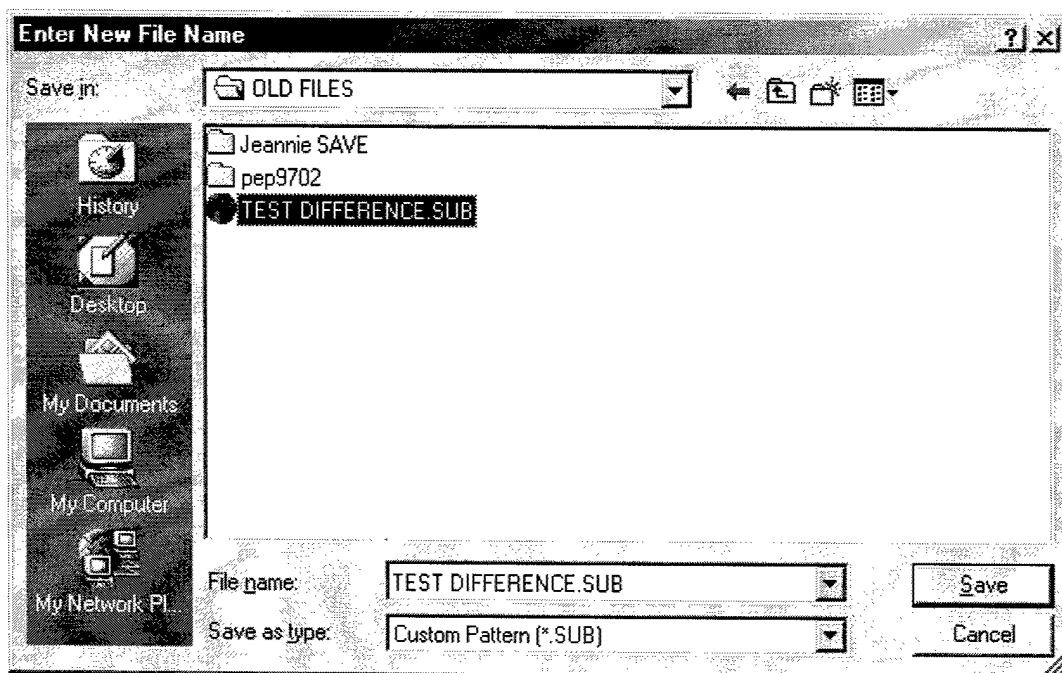 Enter New File Name
Save in: OLD FILES
Jeannie SAVE
pep9702
TEST DIFFERENCE.SUB
History
Desktop
My Documents
My Computer
My Network Pl...
File name: TEST DIFFERENCE.SUB Save
Save as type: Custom Pattern (*.SUB) Cancel